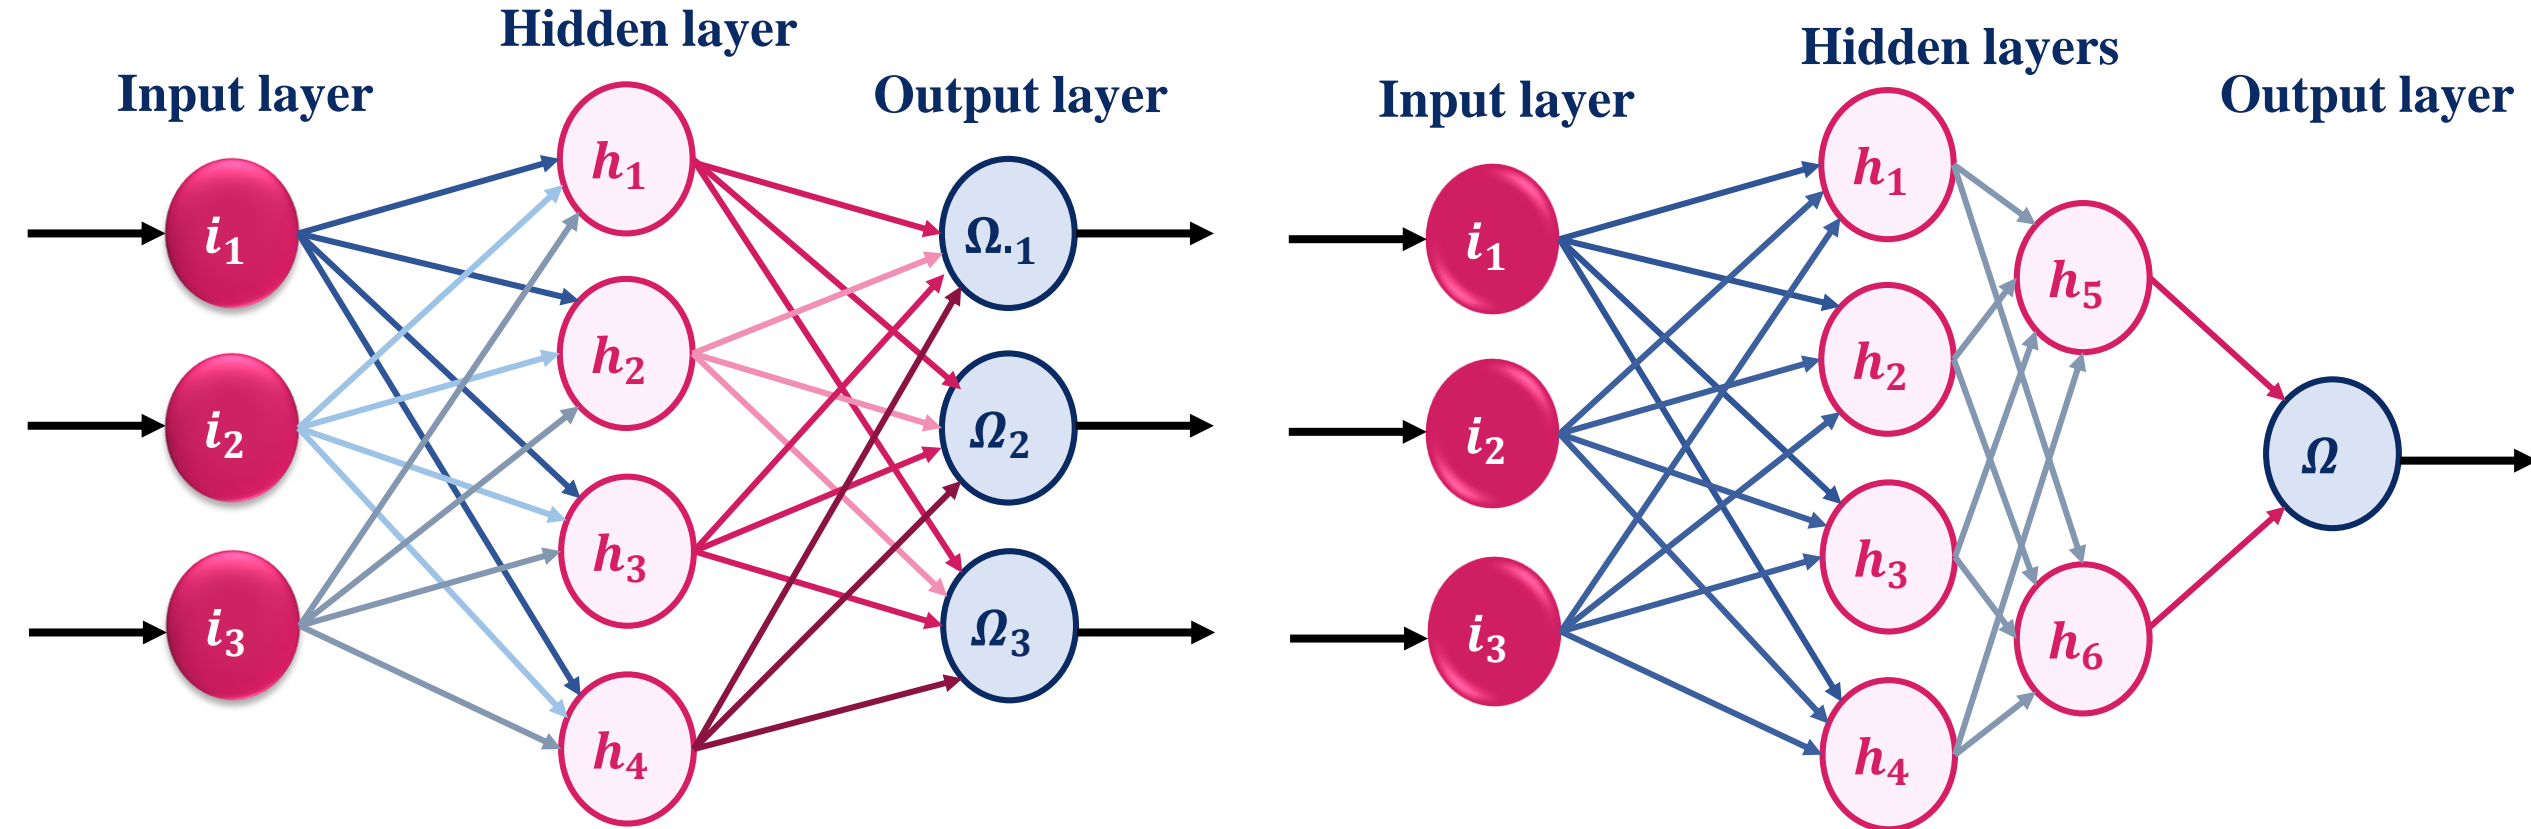 Hidden layer
Input layer
Output layer
i1
i2
i3
h1
h2
h3
h4
Ω.1
Ω2
Ω3
Hidden layers
Input layer
Output layer
i1
i2
i3
h1
h2
h3
h4
h5
h6
Ω